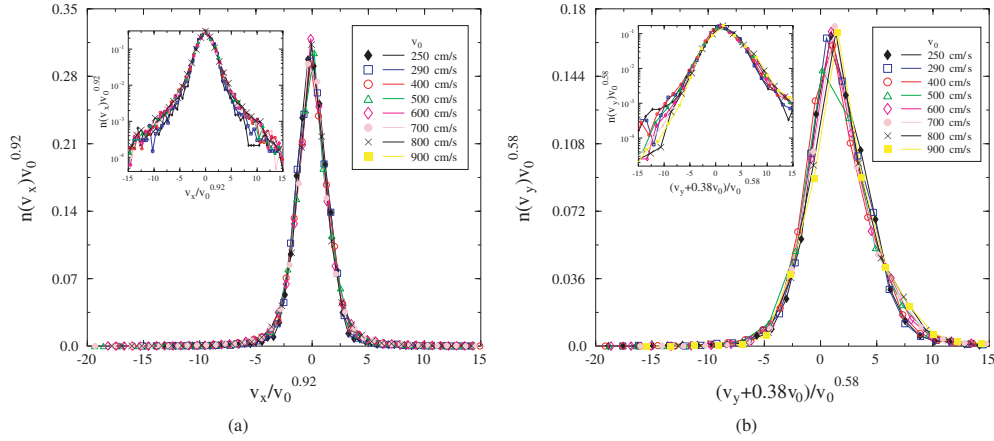 n(v_x)v_0^0.92
0.35
0.28
0.21
0.14
0.07
0.0
-20 -15 -10 -5 0 5 10 15
v_x/v_0^0.92
n(v_x)v_0^0.92
10^-1
10^-2
10^-3
10^-4
-15 -10 -5 0 5 10 15
v_x/v_0^0.92
v_0
250 cm/s
290 cm/s
400 cm/s
500 cm/s
600 cm/s
700 cm/s
800 cm/s
900 cm/s
(a)
n(v_y)v_0^0.58
0.18
0.144
0.108
0.072
0.036
0.0
-20 -15 -10 -5 0 5 10 15
(v_y+0.38v_0)/v_0^0.58
n(v_y)v_0^0.58
10^-1
10^-2
10^-3
10^-4
-15 -10 -5 0 5 10 15
(v_y+0.38v_0)/v_0^0.58
v_0
250 cm/s
290 cm/s
400 cm/s
500 cm/s
600 cm/s
700 cm/s
800 cm/s
900 cm/s
(b)